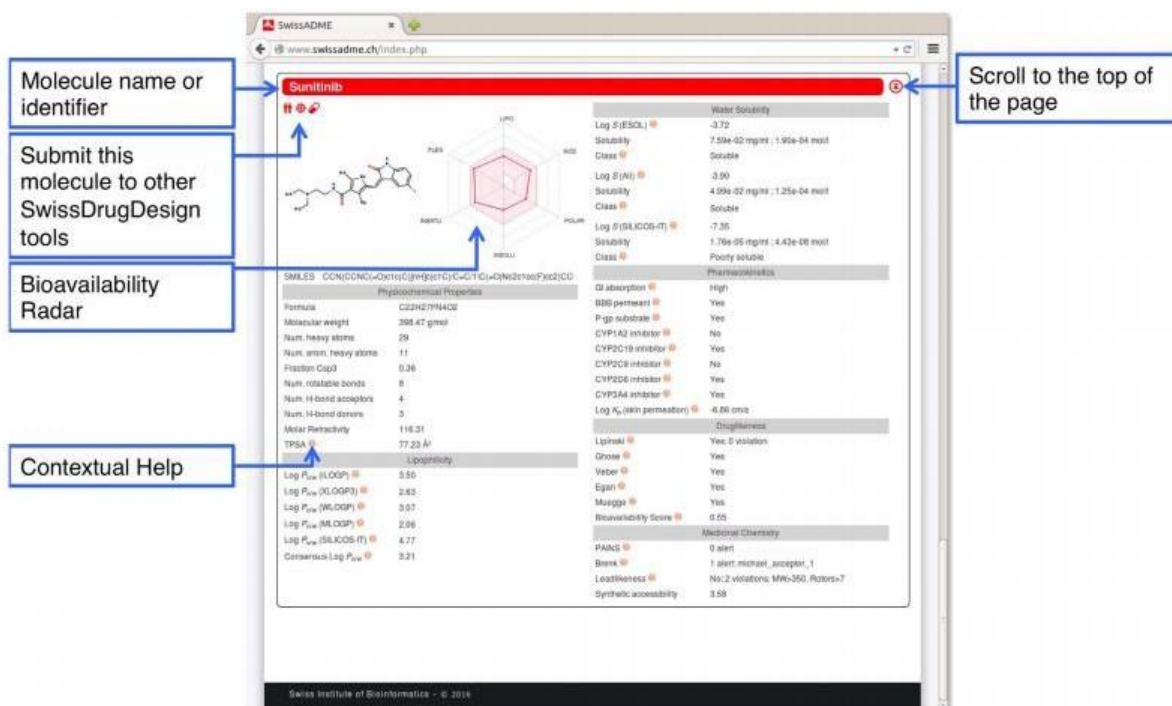 SwissADME
www.swissadme.ch/index.php
Molecule name or
identifier
Submit this
molecule to other
SwissDrugDesign
tools
Bioavailability
Radar
Contextual Help
Scroll to the top of
the page
Sunitinib
LIPO
FLEX
SIZE
INSATU
POLAR
INSOLU
SMILES
Physicochemical Properties
Formula C22H27FN4O2
Molecular weight 398.47 g/mol
Num. heavy atoms 29
Num. arom. heavy atoms 11
Fraction Csp3 0.36
Num. rotatable bonds 8
Num. H-bond acceptors 4
Num. H-bond donors 3
Molar Refractivity 116.31
TPSA 77.23 Å²
Lipophilicity
Log Po/w (iLOGP) 3.50
Log Po/w (XLOGP3) 2.63
Log Po/w (WLOGP) 3.07
Log Po/w (MLOGP) 2.06
Log Po/w (SILICOS-IT) 4.77
Consensus Log Po/w 3.21
Water Solubility
Log S (ESOL) -3.72
Solubility 7.59e-02 mg/ml ; 1.90e-04 mol/l
Class Soluble
Log S (Ali) -3.90
Solubility 4.99e-02 mg/ml ; 1.25e-04 mol/l
Class Soluble
Log S (SILICOS-IT) -7.35
Solubility 1.76e-05 mg/ml ; 4.43e-08 mol/l
Class Poorly soluble
Pharmacokinetics
GI absorption High
BBB permeant Yes
P-gp substrate Yes
CYP1A2 inhibitor No
CYP2C19 inhibitor Yes
CYP2C9 inhibitor No
CYP2D6 inhibitor Yes
CYP3A4 inhibitor Yes
Log Kp (skin permeation) -6.86 cm/s
Druglikeness
Lipinski Yes; 0 violation
Ghose Yes
Veber Yes
Egan Yes
Muegge Yes
Bioavailability Score 0.55
Medicinal Chemistry
PAINS 0 alert
Brenk 1 alert: michael_acceptor_1
Leadlikeness No; 2 violations: MW>350, Rotors>7
Synthetic accessibility 3.58
Swiss Institute of Bioinformatics - © 2016